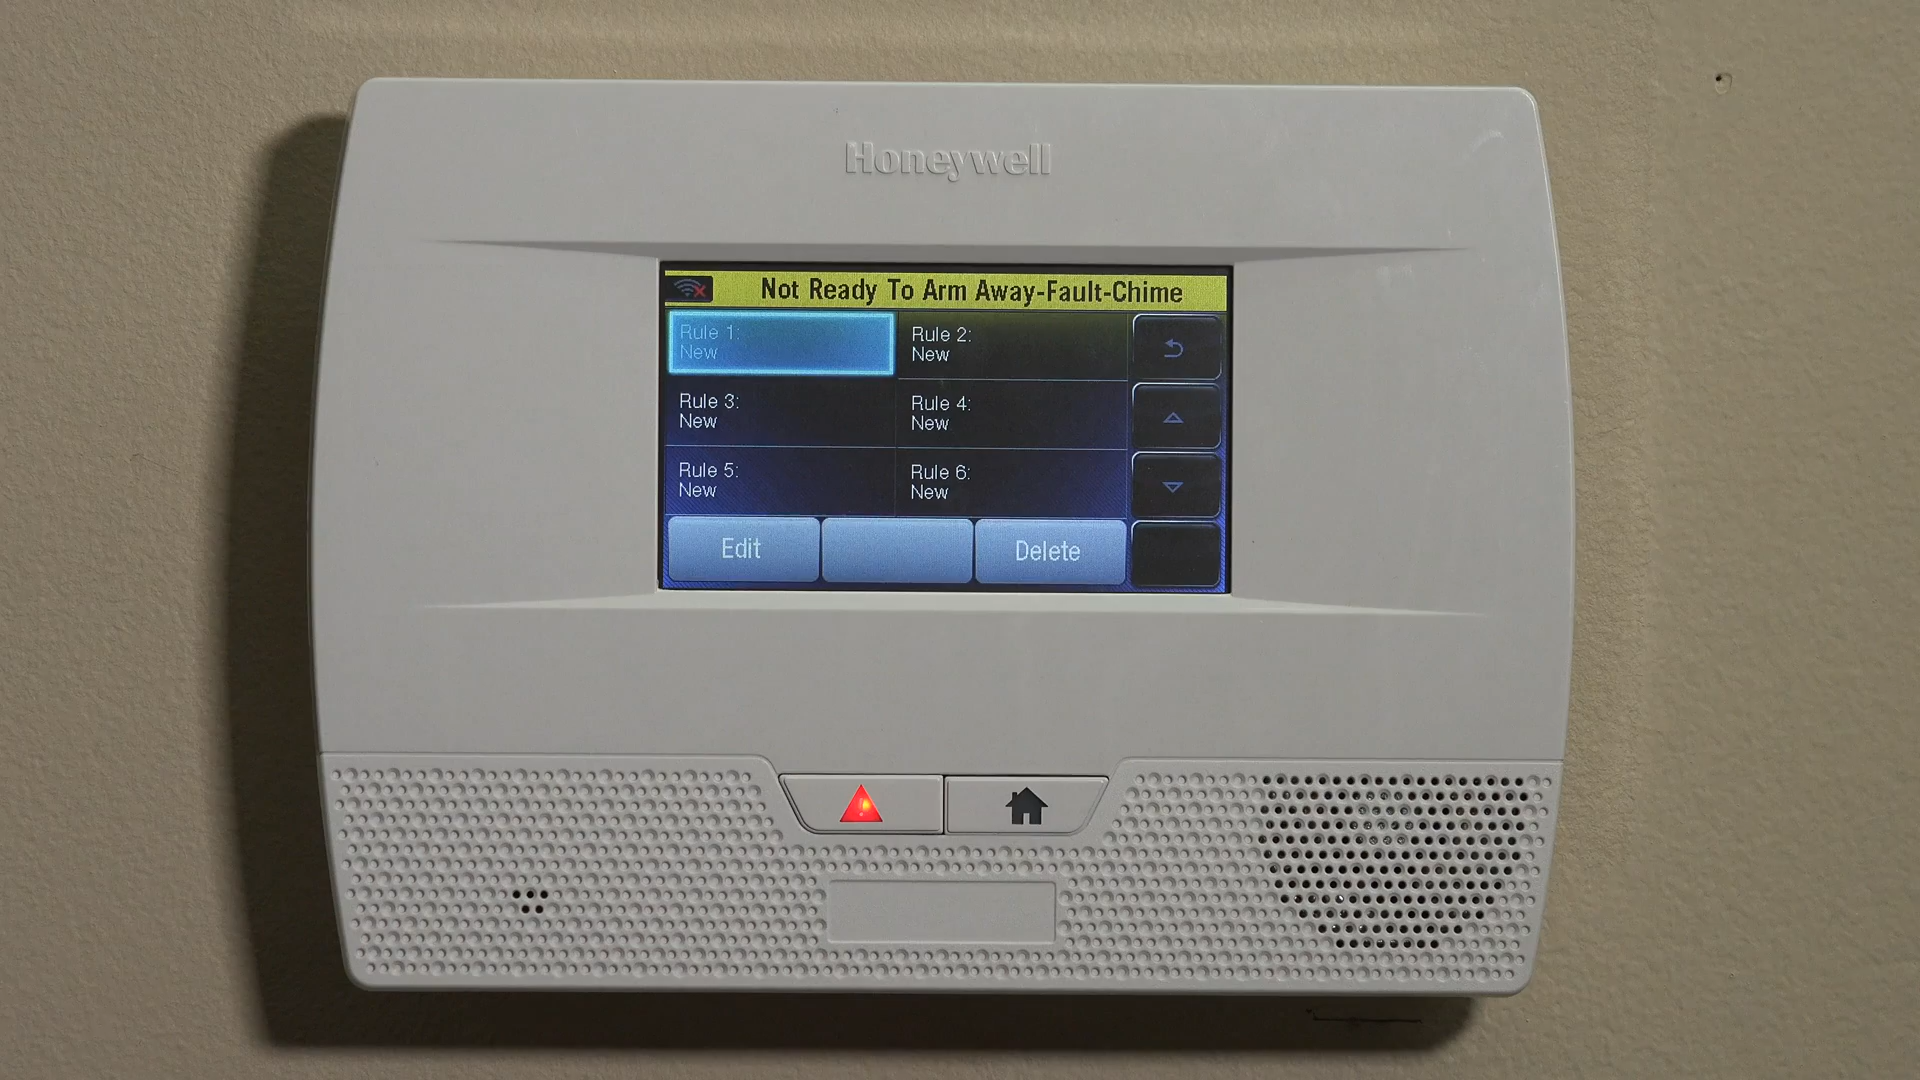 Honeywell
Not Ready To Arm Away-Fault-Chime
Rule 1:
New
Rule 2:
New
Rule 3:
New
Rule 4:
New
Rule 5:
New
Rule 6:
New
Edit
Delete